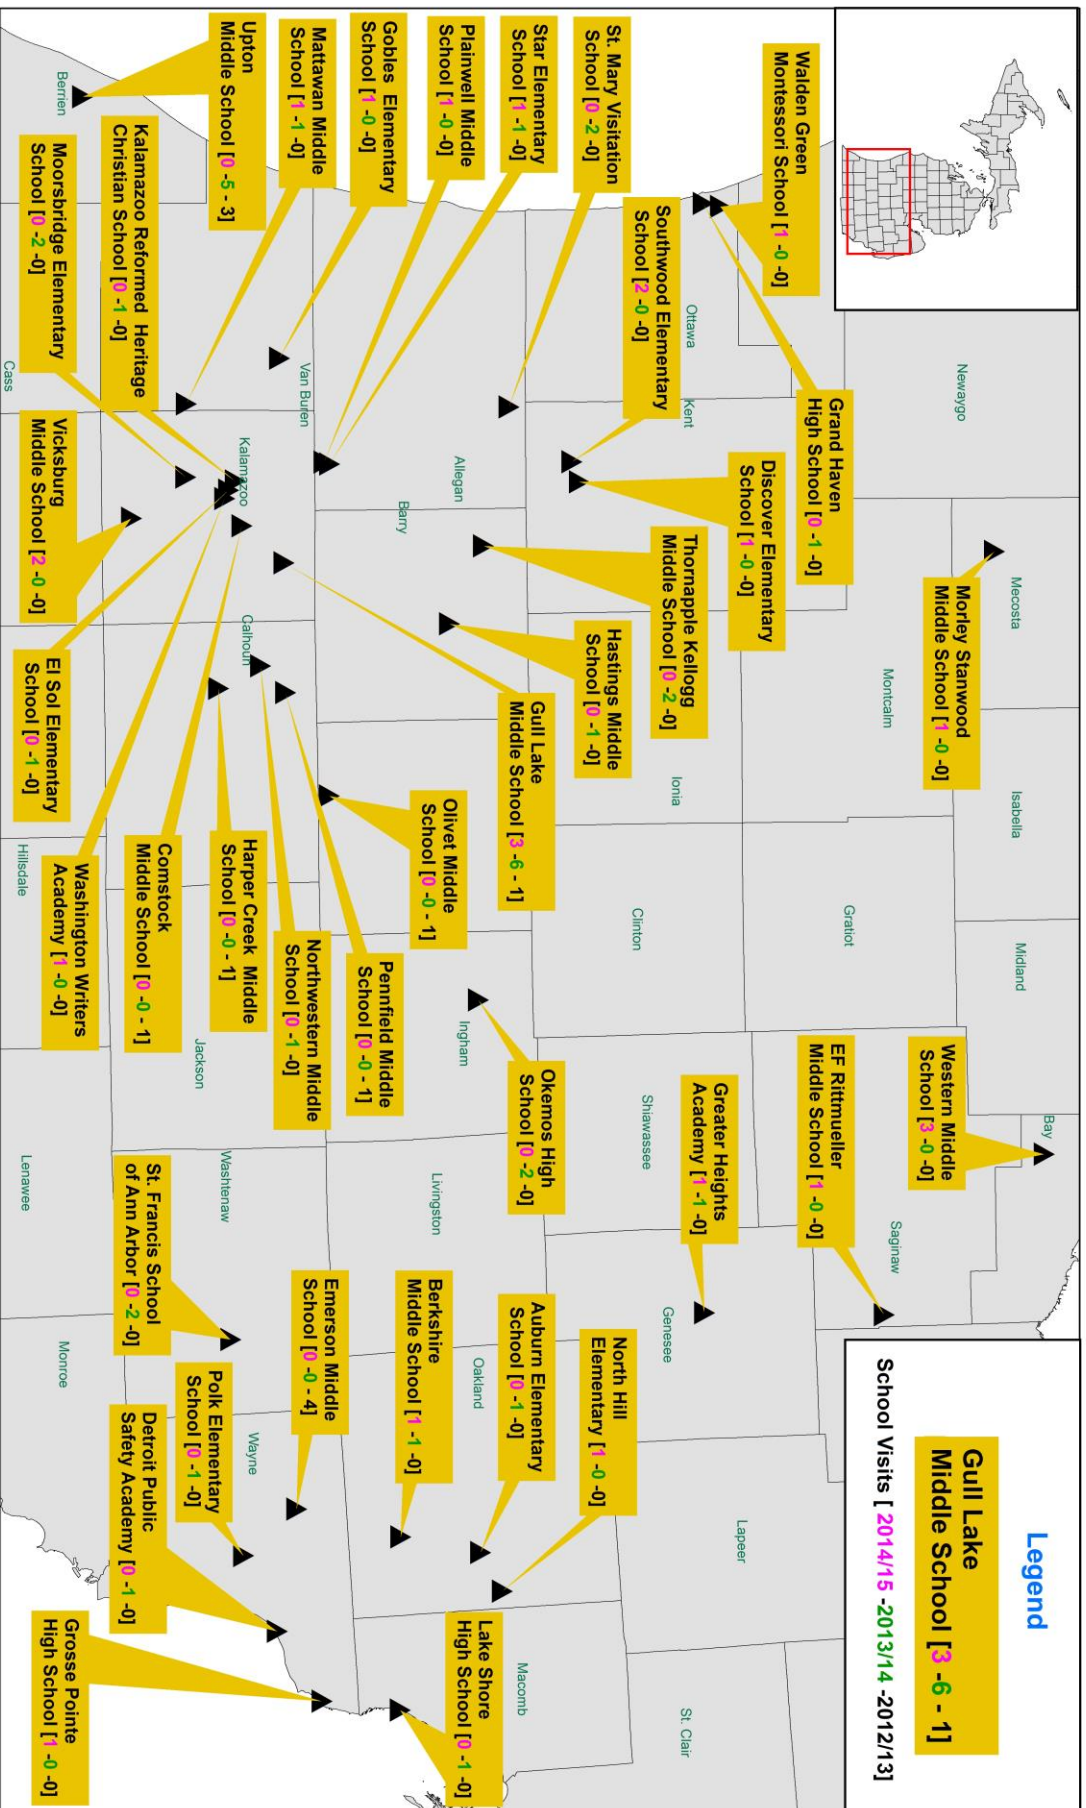 Legend
Gull Lake
Middle School [3 -6 - 1]
School Visits [ 2014/15 -2013/14 -2012/13]
Newaygo
Mecosta
Isabella
Midland
Bay
Morley Stanwood
Middle School [1 -0 -0]
Western Middle
School [3 -0 -0]
Montcalm
Gratiot
Saginaw
Walden Green
Montessori School [1 -0 -0]
Grand Haven
High School [0 -1 -0]
EF Rittmueller
Middle School [1 -0 -0]
Discover Elementary
School [1 -0 -0]
Greater Heights
Academy [1 -1 -0]
Lapeer
Ottawa
Kent
Southwood Elementary
School [2 -0 -0]
Thornapple Kellogg
Middle School [0 -2 -0]
Ionia
Clinton
Shiawassee
Genesee
St. Clair
St. Mary Visitation
School [0 -2 -0]
Hastings Middle
School [0 -1 -0]
North Hill
Elementary [1 -0 -0]
Star Elementary
School [1 -1 -0]
Gull Lake
Middle School [3 -6 - 1]
Okemos High
School [0 -2 -0]
Auburn Elementary
School [0 -1 -0]
Macomb
Plainwell Middle
School [1 -0 -0]
Allegan
Barry
Olivet Middle
School [0 -0 - 1]
Ingham
Livingston
Oakland
Lake Shore
High School [0 -1 -0]
Gobles Elementary
School [1 -0 -0]
Pennfield Middle
School [0 -0 - 1]
Berkshire
Middle School [1 -1 -0]
Mattawan Middle
School [1 -1 -0]
Van Buren
Northwestern Middle
School [0 -1 -0]
Emerson Middle
School [0 -0 - 4]
Upton
Middle School [0 -5 - 3]
Kalamazoo
Calhoun
Harper Creek Middle
School [0 -0 - 1]
Jackson
Washtenaw
Wayne
Polk Elementary
School [0 -1 -0]
Kalamazoo Reformed Heritage
Christian School [0 -1 -0]
Comstock
Middle School [0 -0 - 1]
St. Francis School
of Ann Arbor [0 -2 -0]
Detroit Public
Safety Academy [0 -1 -0]
Berrien
Moorsbridge Elementary
School [0 -2 -0]
Vicksburg
Middle School [2 -0 -0]
Washington Writers
Academy [1 -0 -0]
Monroe
Grosse Pointe
High School [1 -0 -0]
Cass
El Sol Elementary
School [0 -1 -0]
Hillsdale
Lenawee